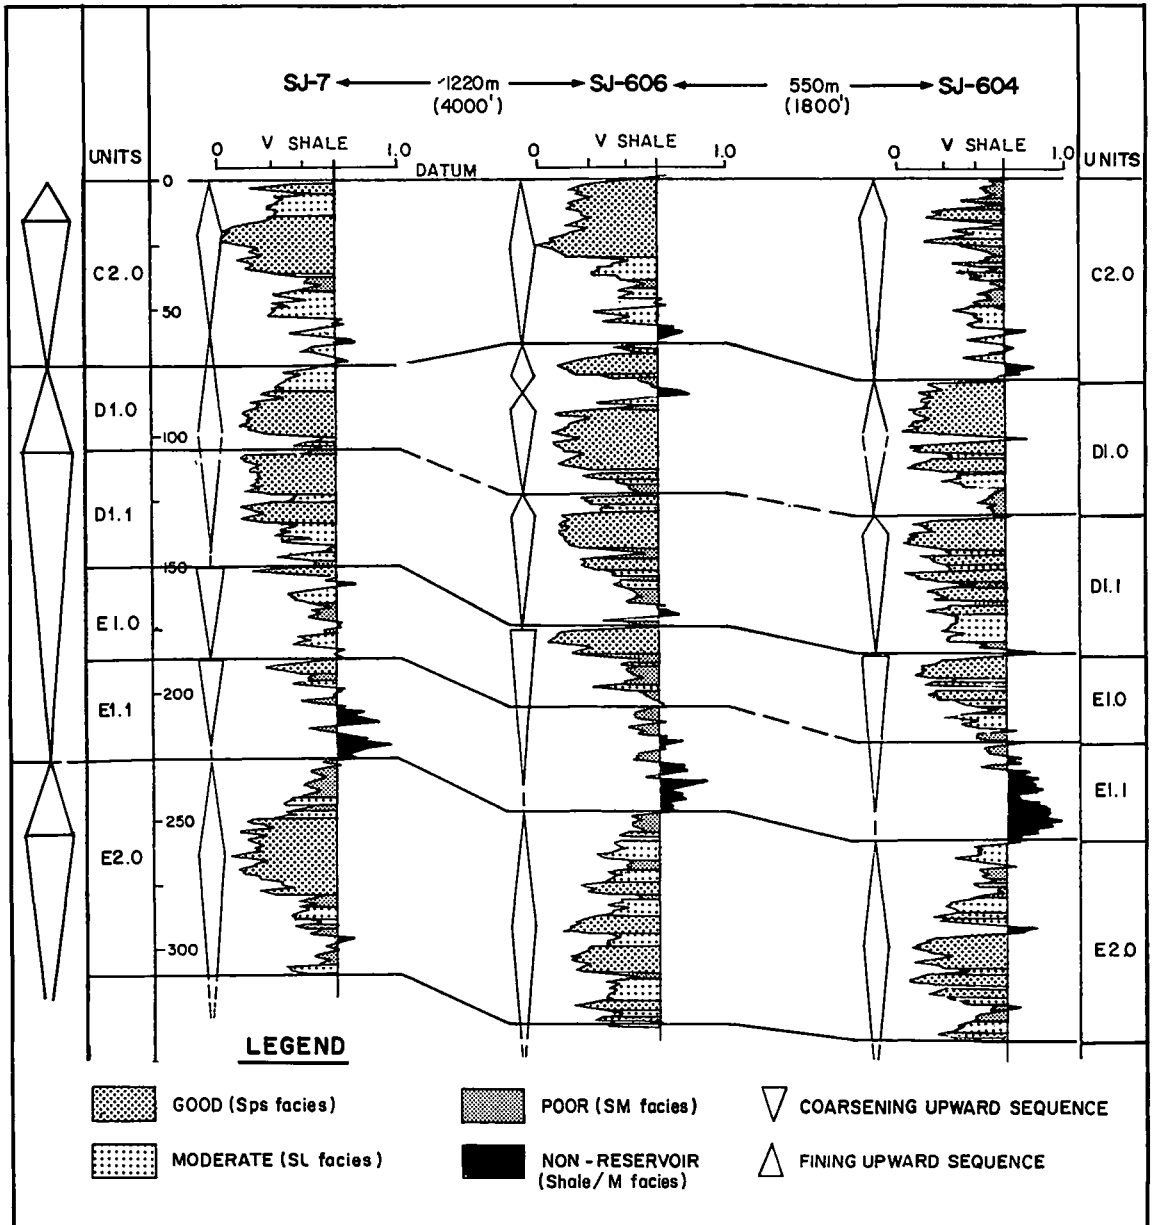 SJ-7 1220m SJ-606 550m SJ-604
(4000') (1800')
UNITS V SHALE V SHALE V SHALE UNITS
0 1.0 0 1.0 0 1.0
DATUM
0
C2.0 C2.0
50
D1.0 D1.0
100
D1.1 D1.1
150
E1.0 E1.0
200
E1.1 E1.1
250
E2.0 E2.0
300
LEGEND
GOOD (Sps facies) POOR (SM facies) COARSENING UPWARD SEQUENCE
MODERATE (SL facies) NON-RESERVOIR FINING UPWARD SEQUENCE
(Shale/M facies)